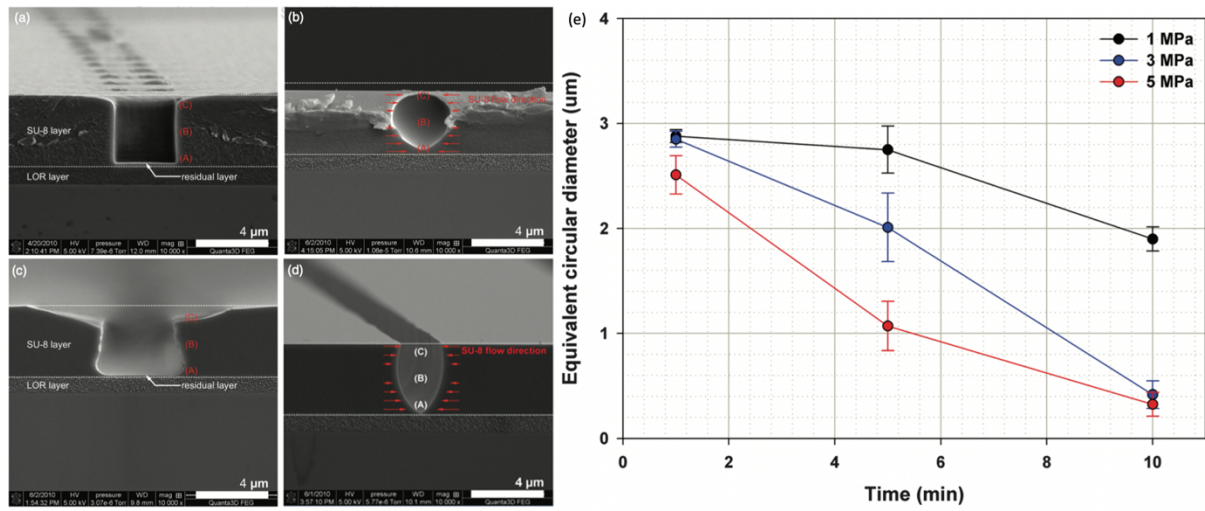 (a)
(C)
SU-8 layer
(B)
(A)
LOR layer
residual layer
4 µm
4/20/2010 HV pressure WD mag
2:10:41 PM 5.00 kV 7.39e-6 Torr 12.0 mm 10 000 x Quanta3D FEG
(b)
(C)
SU-8 flow direction
(B)
(A)
4 µm
6/2/2010 HV pressure WD mag
4:15:05 PM 5.00 kV 1.06e-5 Torr 10.6 mm 10 000 x Quanta3D FEG
(c)
(C)
SU-8 layer
(B)
(A)
LOR layer
residual layer
4 µm
6/2/2010 HV pressure WD mag
1:54:32 PM 5.00 kV 3.07e-6 Torr 9.8 mm 10 000 x Quanta3D FEG
(d)
(C)
SU-8 flow direction
(B)
(A)
4 µm
6/1/2010 HV pressure WD mag
3:57:10 PM 5.00 kV 5.77e-6 Torr 10.1 mm 10 000 x Quanta3D FEG
(e)
Equivalent circular diameter (um)
4
3
2
1
0
1 MPa
3 MPa
5 MPa
0 2 4 6 8 10
Time (min)